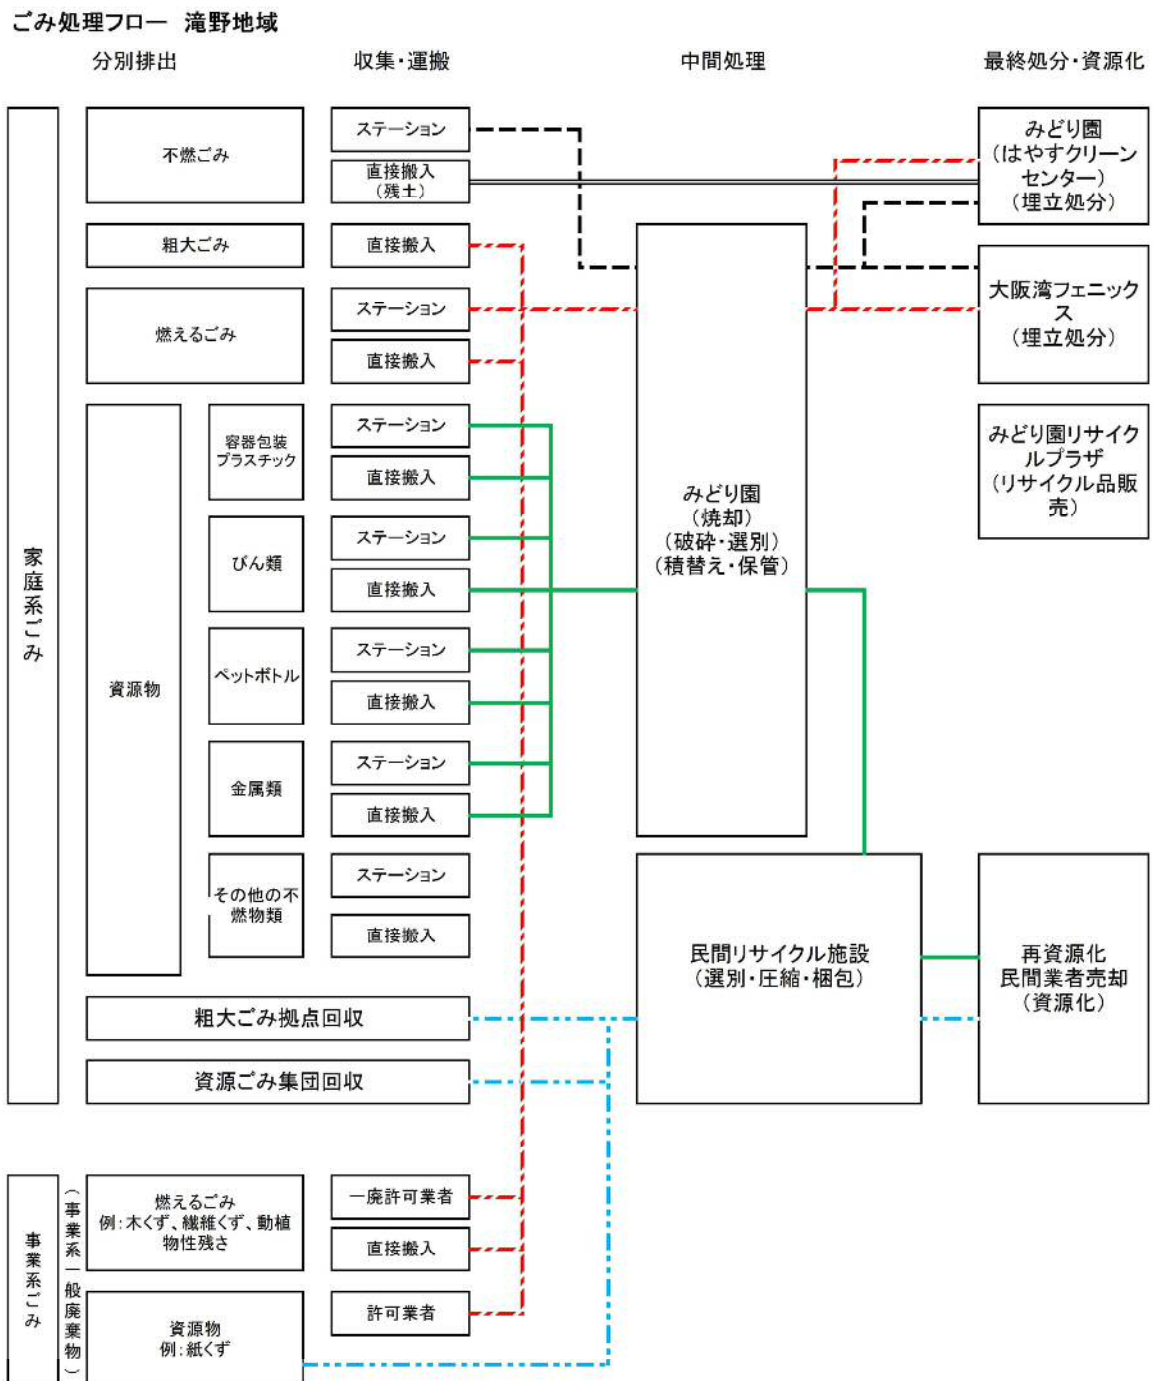 ごみ処理フロー　滝野地域
分別排出
収集・運搬
中間処理
最終処分・資源化
家庭系ごみ
不燃ごみ
ステーション
直接搬入
（残土）
粗大ごみ
直接搬入
燃えるごみ
ステーション
直接搬入
資源物
容器包装
プラスチック
ステーション
直接搬入
びん類
ステーション
直接搬入
ペットボトル
ステーション
直接搬入
金属類
ステーション
直接搬入
その他の不
燃物類
ステーション
直接搬入
粗大ごみ拠点回収
資源ごみ集団回収
みどり園
（焼却）
（破砕・選別）
（積替え・保管）
民間リサイクル施設
（選別・圧縮・梱包）
みどり園
（はやすクリーン
センター）
（埋立処分）
大阪湾フェニック
ス
（埋立処分）
みどり園リサイク
ルプラザ
（リサイクル品販
売）
再資源化
民間業者売却
（資源化）
事業系ごみ
（事業系一般廃棄物）
燃えるごみ
例：木くず、繊維くず、動植
物性残さ
一廃許可業者
直接搬入
資源物
例：紙くず
許可業者